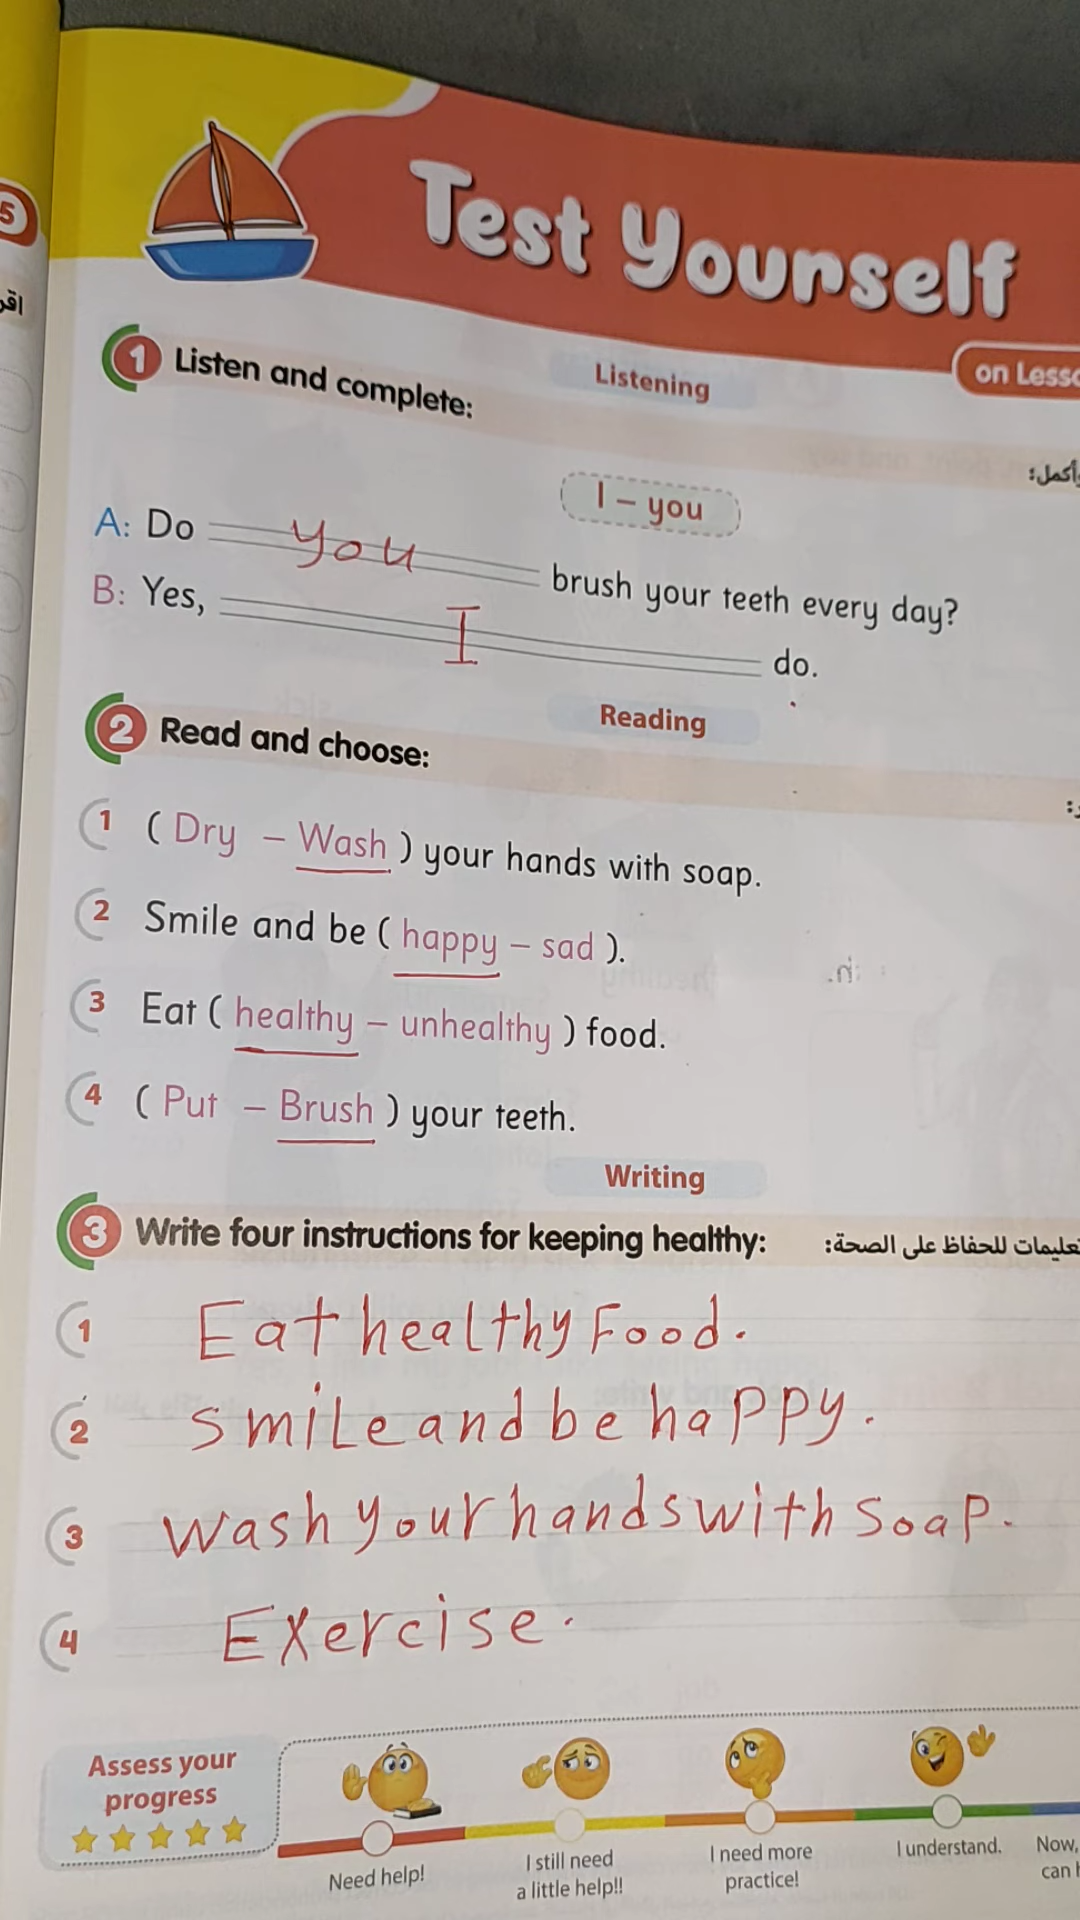 5
Test Yourself
on Less
1 Listen and complete:
Listening
وأكمل:
I – you
A: Do you brush your teeth every day?
B: Yes, I do.
Reading
2 Read and choose:
1 ( Dry – Wash ) your hands with soap.
2 Smile and be ( happy – sad ).
3 Eat ( healthy – unhealthy ) food.
4 ( Put – Brush ) your teeth.
Writing
3 Write four instructions for keeping healthy: تعليمات للحفاظ على الصحة:
1 Eat healthy Food.
2 smile and be happy.
3 wash your hands with soap.
4 Exercise.
Assess your
progress
Need help!
I still need
a little help!!
I need more
practice!
I understand.
Now,
can